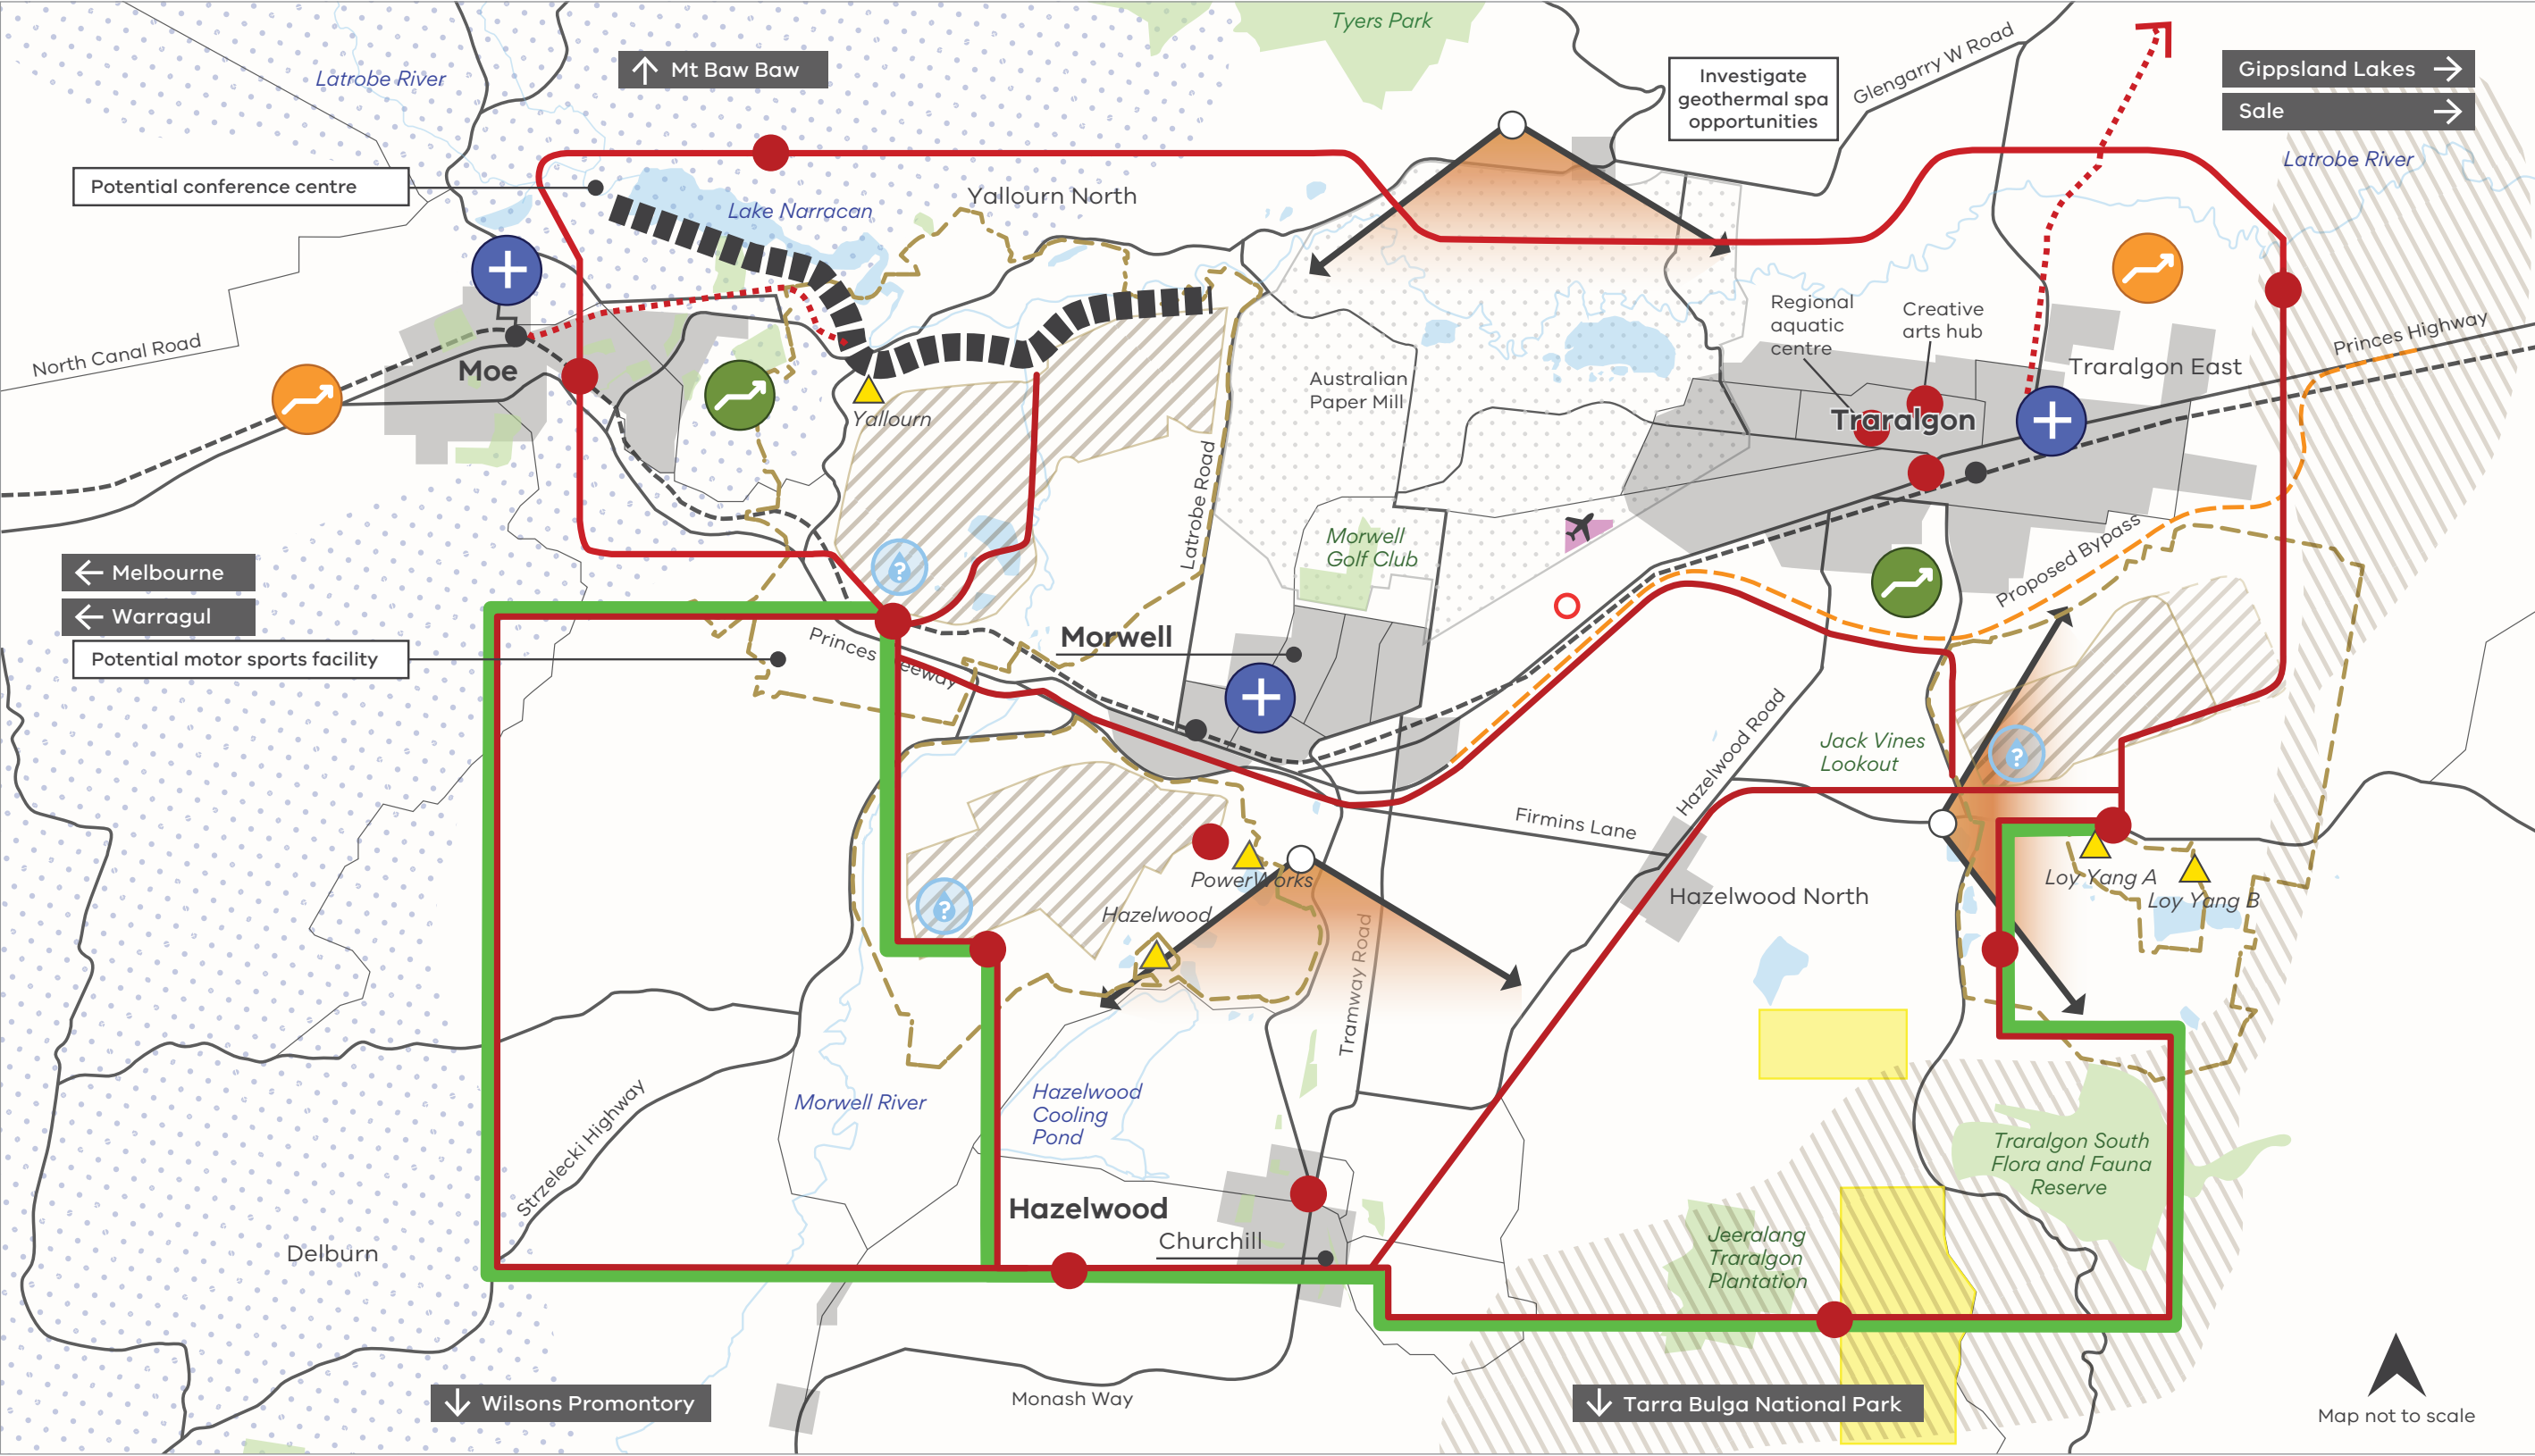 Tyers Park
Latrobe River
↑ Mt Baw Baw
Investigate
geothermal spa
opportunities
Glengarry W Road
Gippsland Lakes →
Sale →
Latrobe River
Potential conference centre
Lake Narracan
Yallourn North
North Canal Road
Moe
Yallourn
Australian
Paper Mill
Regional
aquatic
centre
Creative
arts hub
Traralgon
Traralgon East
Princes Highway
Latrobe Road
Morwell
Golf Club
Proposed Bypass
← Melbourne
← Warragul
Potential motor sports facility
Princes Freeway
Morwell
Hazelwood Road
Jack Vines
Lookout
Firmins Lane
PowerWorks
Hazelwood
Hazelwood North
Loy Yang A
Loy Yang B
Tramway Road
Morwell River
Hazelwood
Cooling
Pond
Strzelecki Highway
Traralgon South
Flora and Fauna
Reserve
Hazelwood
Churchill
Jeeralang
Traralgon
Plantation
Delburn
↓ Wilsons Promontory
Monash Way
↓ Tarra Bulga National Park
Map not to scale
?
?
?